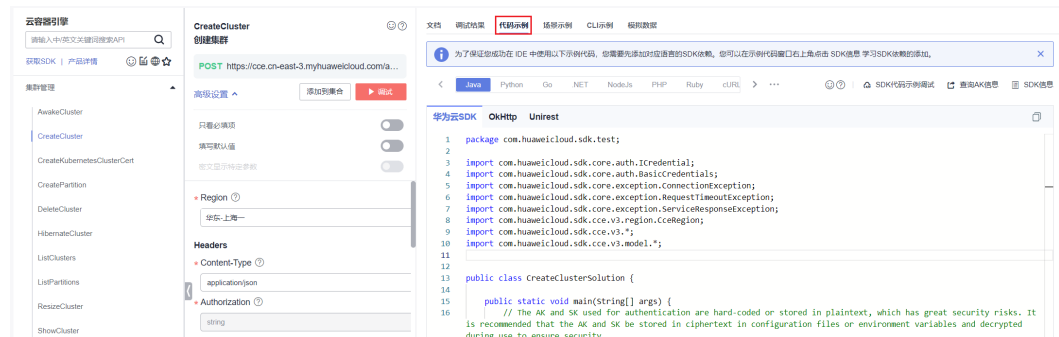 云容器引擎
请输入中/英文关键词搜索API
获取SDK | 产品详情
集群管理
AwakeCluster
CreateCluster
CreateKubernetesClusterCert
CreatePartition
DeleteCluster
HibernateCluster
ListClusters
ListPartitions
ResizeCluster
ShowCluster
CreateCluster
创建集群
POST https://cce.cn-east-3.myhuaweicloud.com/a...
高级设置 添加到集合 调试
只看必填项
填写默认值
密文显示特定参数
* Region
华东-上海一
Headers
* Content-Type
application/json
* Authorization
string
文档 调试结果 代码示例 场景示例 CLI示例 模拟数据
为了保证您成功在 IDE 中使用以下示例代码，您需要先添加对应语言的SDK依赖。您可以在示例代码窗口右上角点击 SDK信息 学习SDK依赖的添加。
Java Python Go .NET NodeJs PHP Ruby cURL > ··· SDK代码示例调试 查询AK信息 SDK信息
华为云SDK OkHttp Unirest
1 package com.huaweicloud.sdk.test;
2
3 import com.huaweicloud.sdk.core.auth.ICredential;
4 import com.huaweicloud.sdk.core.auth.BasicCredentials;
5 import com.huaweicloud.sdk.core.exception.ConnectionException;
6 import com.huaweicloud.sdk.core.exception.RequestTimeoutException;
7 import com.huaweicloud.sdk.core.exception.ServiceResponseException;
8 import com.huaweicloud.sdk.cce.v3.region.CceRegion;
9 import com.huaweicloud.sdk.cce.v3.*;
10 import com.huaweicloud.sdk.cce.v3.model.*;
11
12
13 public class CreateClusterSolution {
14
15 public static void main(String[] args) {
16 // The AK and SK used for authentication are hard-coded or stored in plaintext, which has great security risks. It
is recommended that the AK and SK be stored in ciphertext in configuration files or environment variables and decrypted
during use to ensure security.